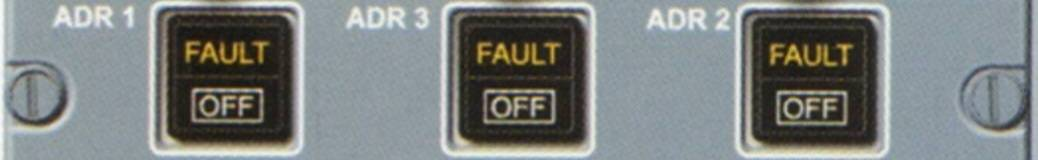 ADR 1 ADR 3 ADR 2
FAULT FAULT FAULT
OFF OFF OFF